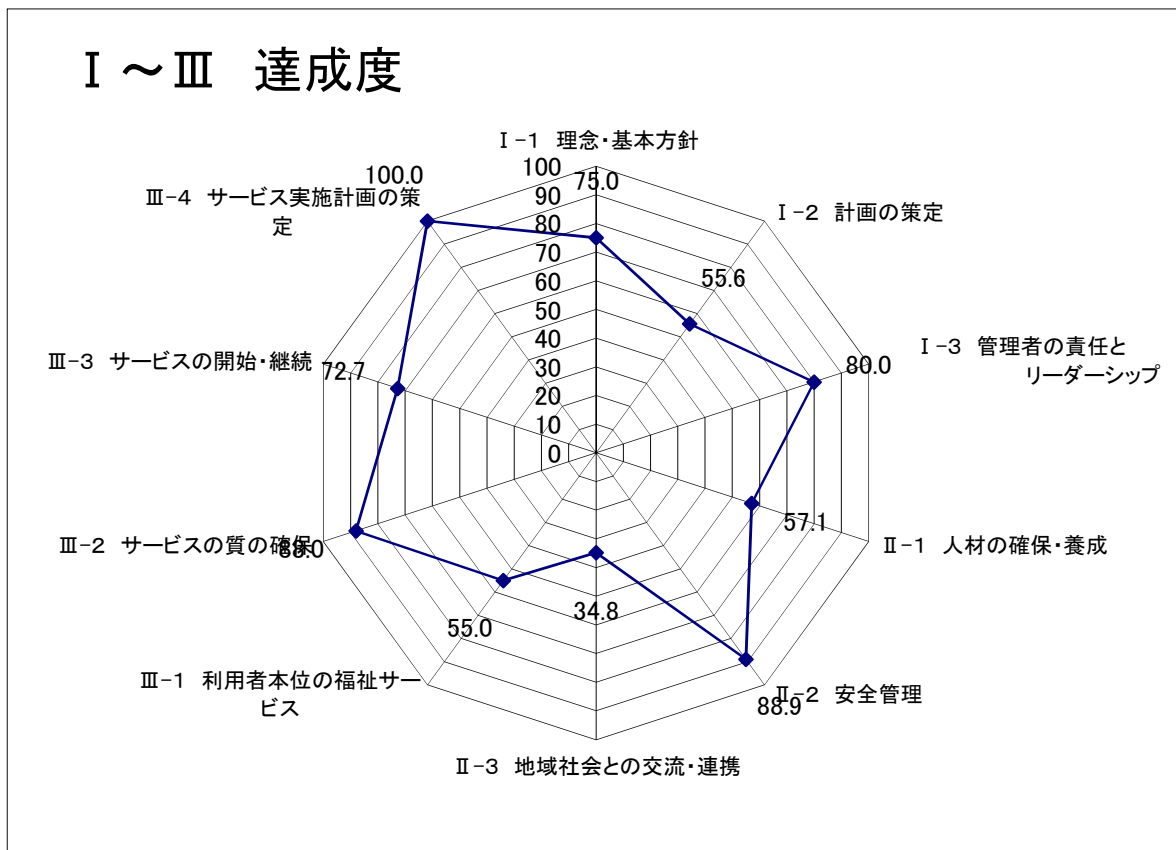 Ⅰ～Ⅲ　達成度
Ⅰ-1　理念・基本方針
100
90
80
70
60
50
40
30
20
10
0
75.0
Ⅰ-2　計画の策定
55.6
Ⅰ-3　管理者の責任と
リーダーシップ
80.0
Ⅱ-1　人材の確保・養成
57.1
Ⅱ-2　安全管理
88.9
Ⅱ-3　地域社会との交流・連携
34.8
Ⅲ-1　利用者本位の福祉サー
ビス
55.0
Ⅲ-2　サービスの質の確保
88.0
Ⅲ-3　サービスの開始・継続
72.7
Ⅲ-4　サービス実施計画の策
定
100.0